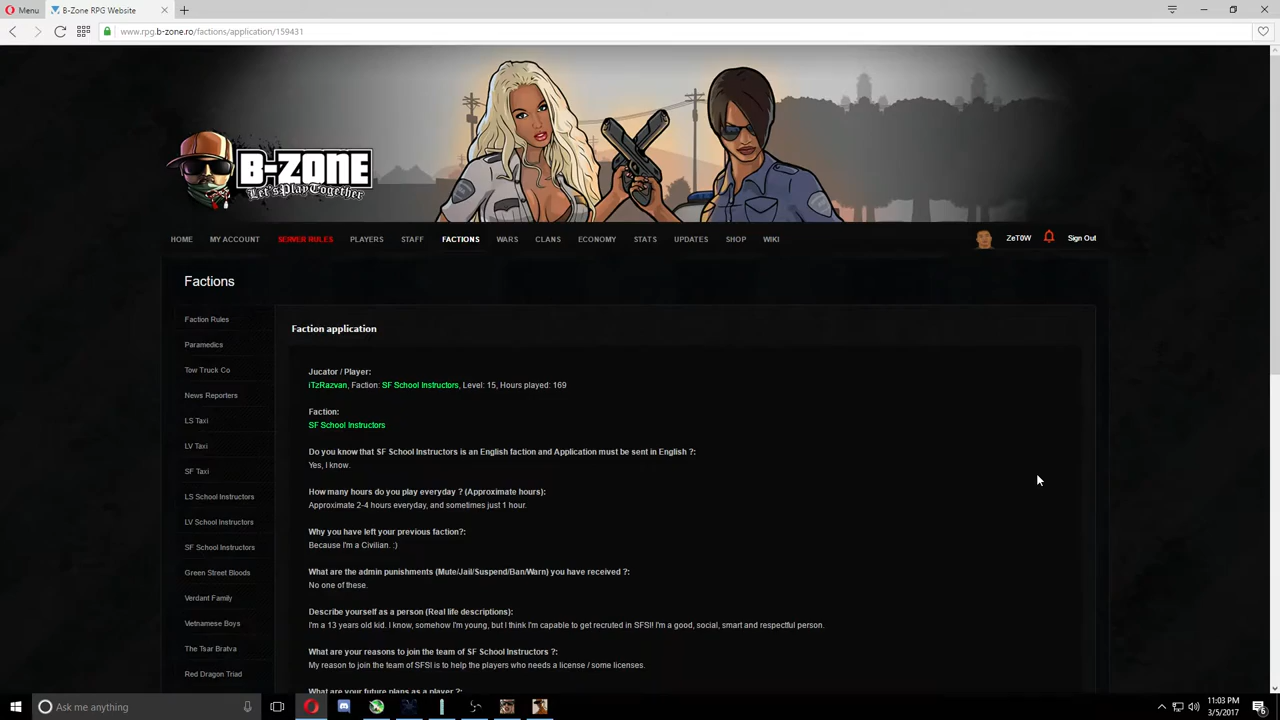 Menu
B-Zone RPG Website
www.rpg.b-zone.ro/factions/application/159431
B-ZONE
Let'sPlayTogether
HOME MY ACCOUNT SERVER RULES PLAYERS STAFF FACTIONS WARS CLANS ECONOMY STATS UPDATES SHOP WIKI ZeT0W Sign Out
Factions
Faction Rules
Paramedics
Tow Truck Co
News Reporters
LS Taxi
LV Taxi
SF Taxi
LS School Instructors
LV School Instructors
SF School Instructors
Green Street Bloods
Verdant Family
Vietnamese Boys
The Tsar Bratva
Red Dragon Triad
Faction application
Jucator / Player:
iTzRazvan, Faction: SF School Instructors, Level: 15, Hours played: 169
Faction:
SF School Instructors
Do you know that SF School Instructors is an English faction and Application must be sent in English ?:
Yes, I know.
How many hours do you play everyday ? (Approximate hours):
Approximate 2-4 hours everyday, and sometimes just 1 hour.
Why you have left your previous faction?:
Because I'm a Civilian. :)
What are the admin punishments (Mute/Jail/Suspend/Ban/Warn) you have received ?:
No one of these.
Describe yourself as a person (Real life descriptions):
I'm a 13 years old kid. I know, somehow I'm young, but I think I'm capable to get recruted in SFSI! I'm a good, social, smart and respectful person.
What are your reasons to join the team of SF School Instructors ?:
My reason to join the team of SFSI is to help the players who needs a license / some licenses.
What are your future plans as a player ?:
Ask me anything
11:03 PM
3/5/2017
6